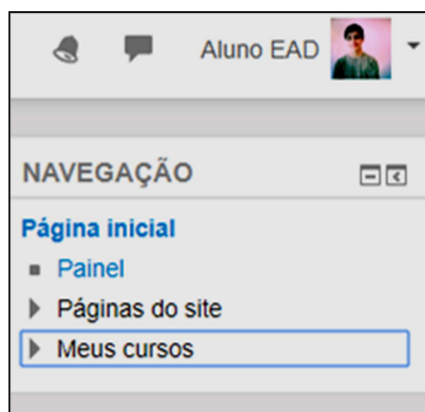 Aluno EAD
NAVEGAÇÃO
Página inicial
Painel
Páginas do site
Meus cursos